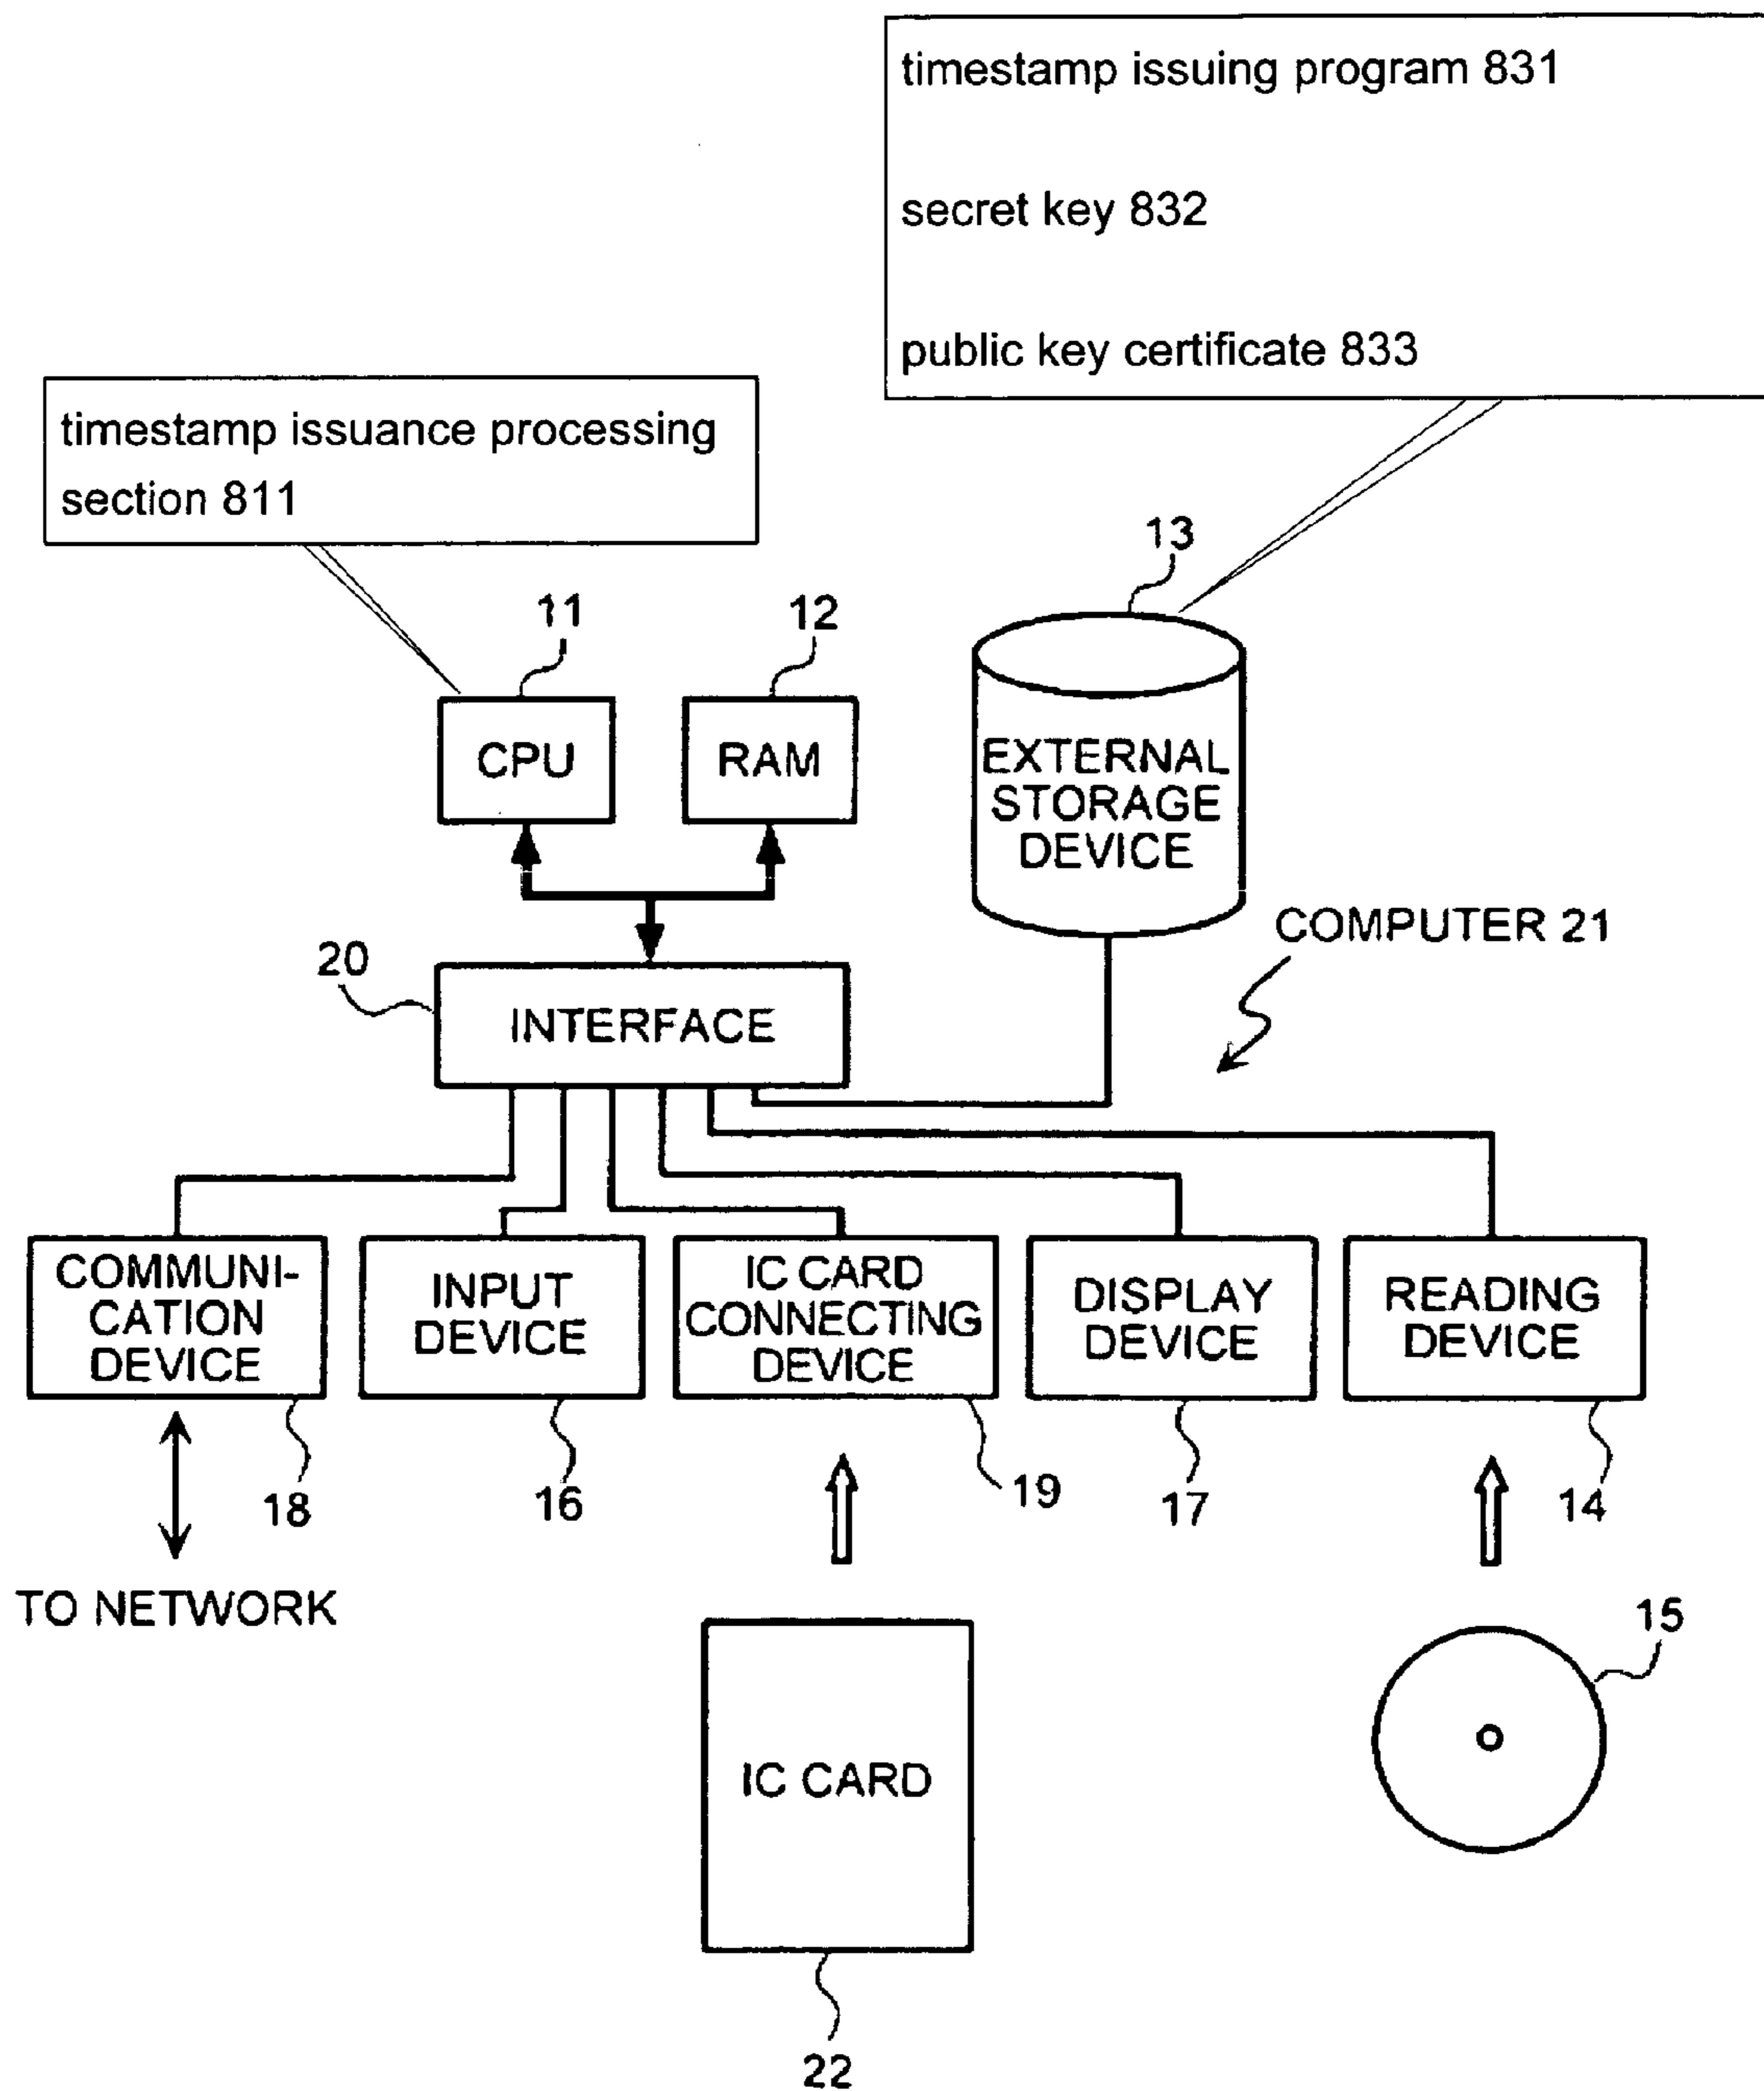 timestamp issuing program 831
secret key 832
public key certificate 833
timestamp issuance processing
section 811
13
11
12
CPU
RAM
EXTERNAL
STORAGE
DEVICE
COMPUTER 21
20
INTERFACE
COMMUNI-
CATION
DEVICE
INPUT
DEVICE
IC CARD
CONNECTING
DEVICE
DISPLAY
DEVICE
READING
DEVICE
18
16
19
17
14
TO NETWORK
15
IC CARD
22